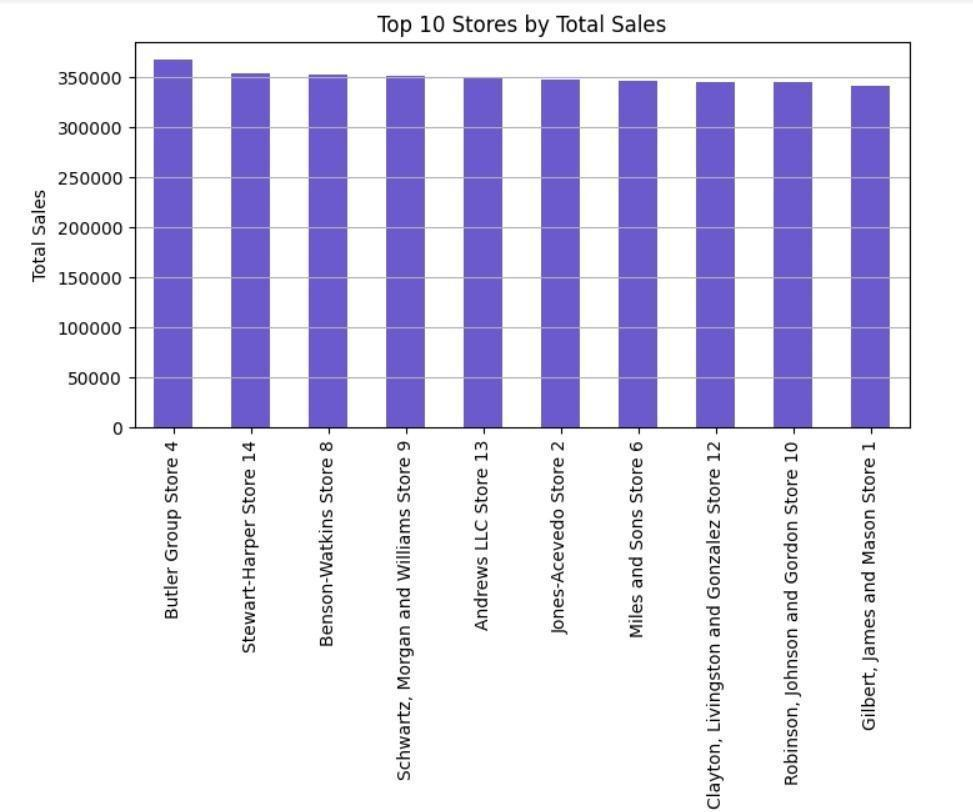 Top 10 Stores by Total Sales
Total Sales
350000
300000
250000
200000
150000
100000
50000
0
Butler Group Store 4
Stewart-Harper Store 14
Benson-Watkins Store 8
Schwartz, Morgan and Williams Store 9
Andrews LLC Store 13
Jones-Acevedo Store 2
Miles and Sons Store 6
Clayton, Livingston and Gonzalez Store 12
Robinson, Johnson and Gordon Store 10
Gilbert, James and Mason Store 1